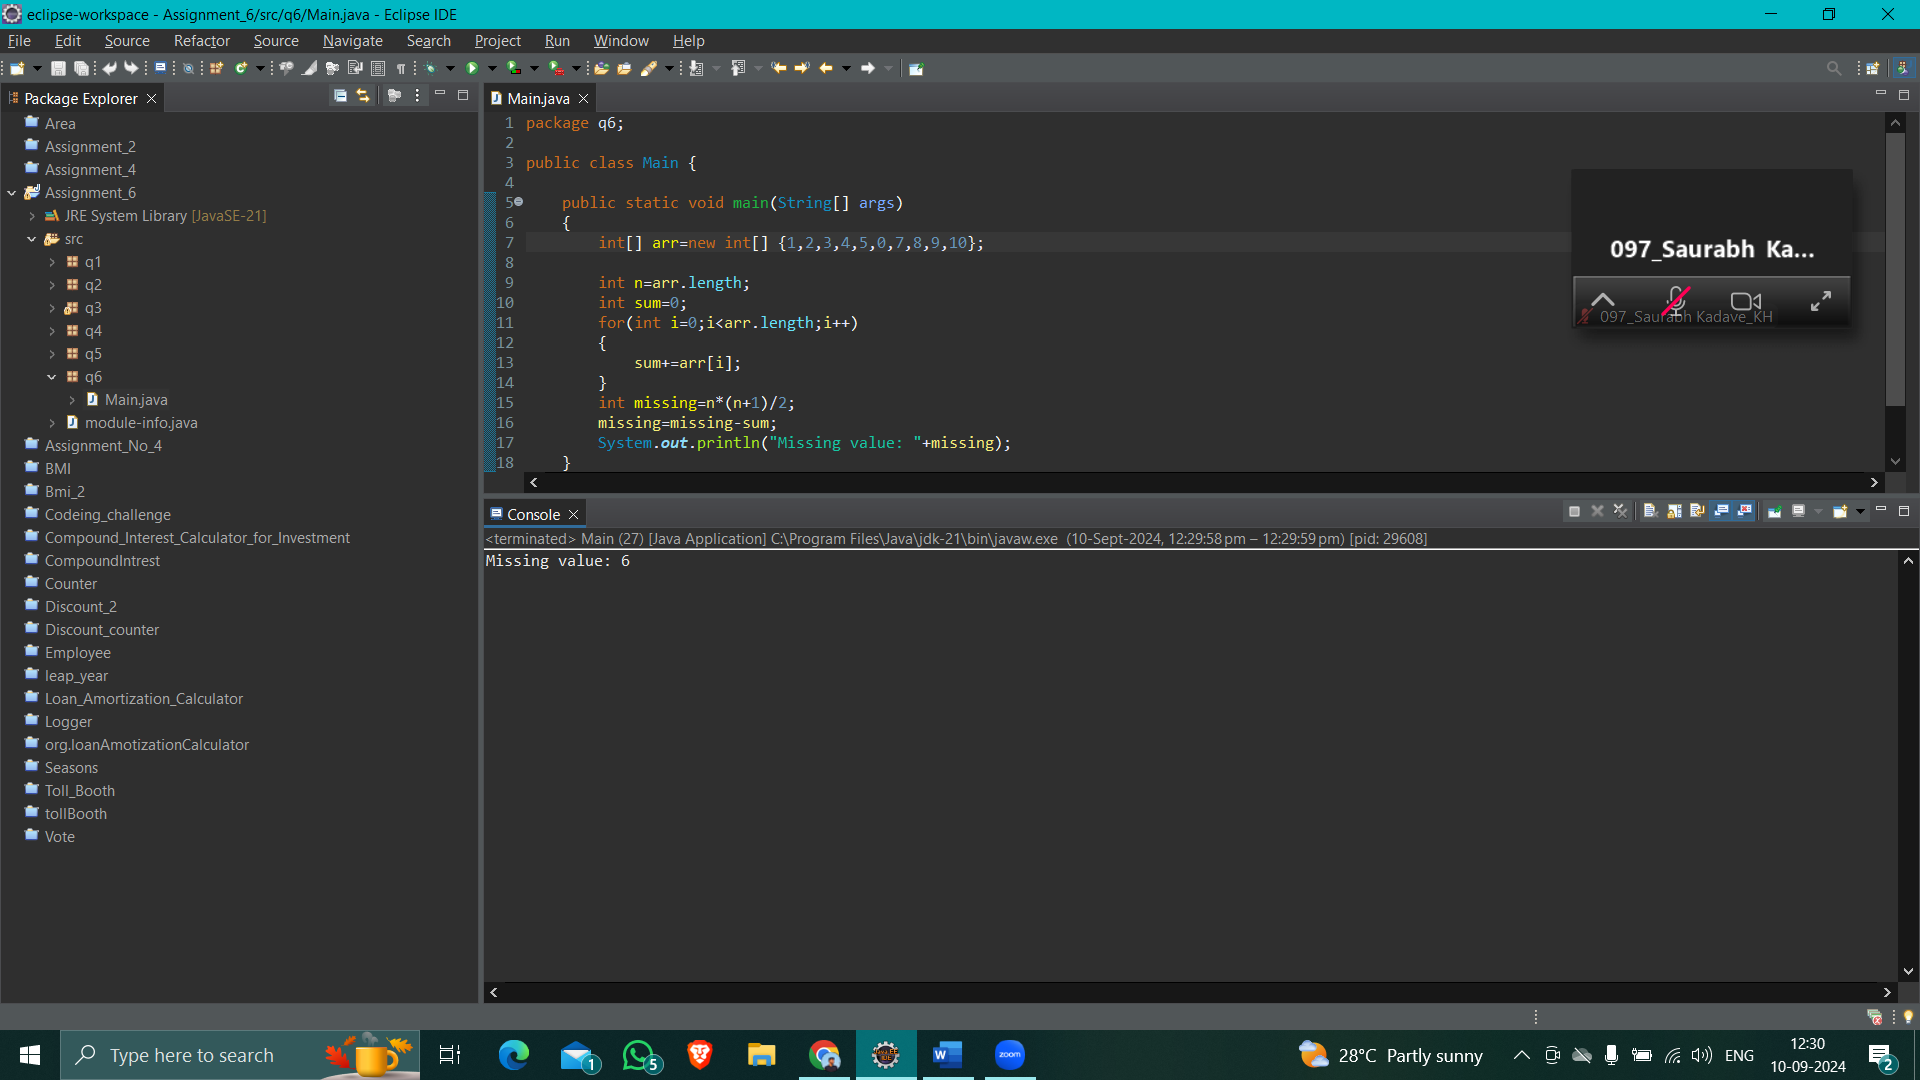 eclipse-workspace - Assignment_6/src/q6/Main.java - Eclipse IDE
File Edit Source Refactor Source Navigate Search Project Run Window Help
Package Explorer
Area
Assignment_2
Assignment_4
Assignment_6
JRE System Library [JavaSE-21]
src
q1
q2
q3
q4
q5
q6
Main.java
module-info.java
Assignment_No_4
BMI
Bmi_2
Codeing_challenge
Compound_Interest_Calculator_for_Investment
CompoundIntrest
Counter
Discount_2
Discount_counter
Employee
leap_year
Loan_Amortization_Calculator
Logger
org.loanAmotizationCalculator
Seasons
Toll_Booth
tollBooth
Vote
Main.java
1 package q6;
2
3 public class Main {
4
5 public static void main(String[] args)
6 {
7 int[] arr=new int[] {1,2,3,4,5,0,7,8,9,10};
8
9 int n=arr.length;
10 int sum=0;
11 for(int i=0;i<arr.length;i++)
12 {
13 sum+=arr[i];
14 }
15 int missing=n*(n+1)/2;
16 missing=missing-sum;
17 System.out.println("Missing value: "+missing);
18 }
097_Saurabh Ka...
097_Saurabh Kadave_KH
Console
<terminated> Main (27) [Java Application] C:\Program Files\Java\jdk-21\bin\javaw.exe (10-Sept-2024, 12:29:58 pm – 12:29:59 pm) [pid: 29608]
Missing value: 6
Type here to search
1
5
W
zoom
28°C Partly sunny
ENG
12:30
10-09-2024
2